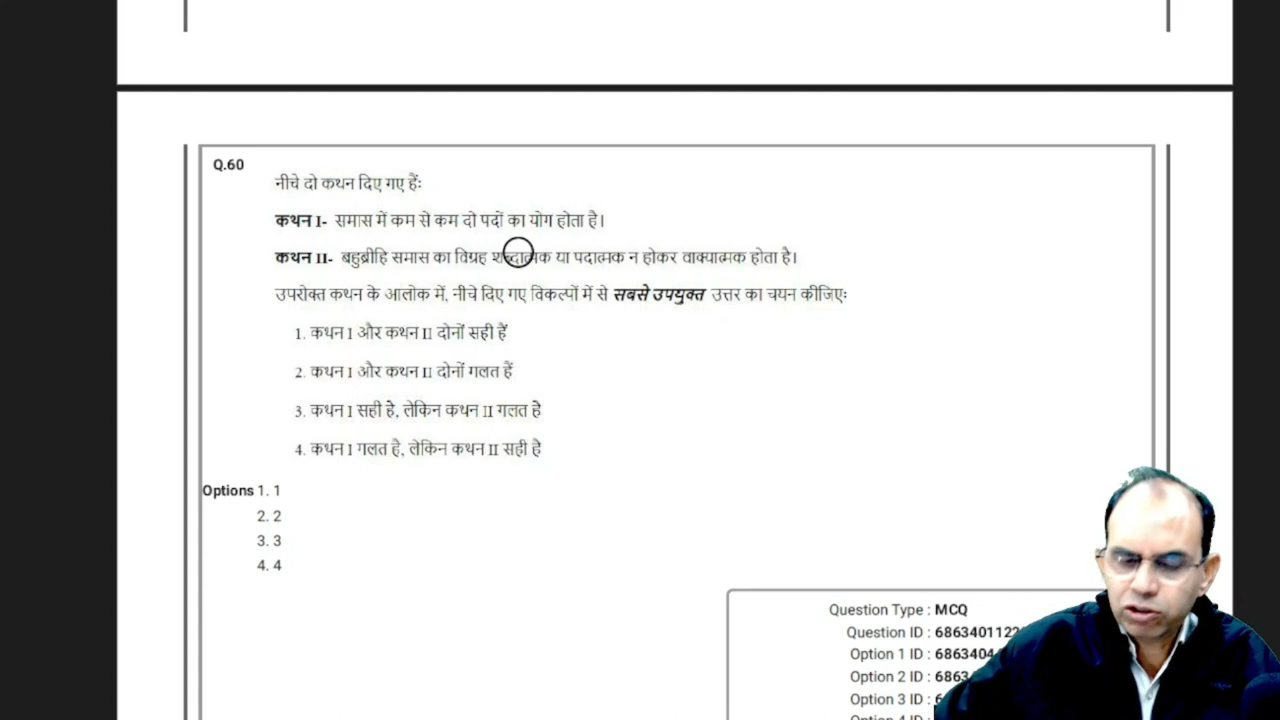 Q.60
नीचे दो कथन दिए गए हैं:
कथन I- समास में कम से कम दो पदों का योग होता है।
कथन II- बहुब्रीहि समास का विग्रह शब्दात्मक या पदात्मक न होकर वाक्यात्मक होता है।
उपरोक्त कथन के आलोक में, नीचे दिए गए विकल्पों में से सबसे उपयुक्त उत्तर का चयन कीजिए:
1. कथन I और कथन II दोनों सही हैं
2. कथन I और कथन II दोनों गलत हैं
3. कथन I सही है, लेकिन कथन II गलत है
4. कथन I गलत है, लेकिन कथन II सही है
Options 1. 1
2. 2
3. 3
4. 4
Question Type : MCQ
Question ID :
Option 1 ID :
Option 2 ID :
Option 3 ID :